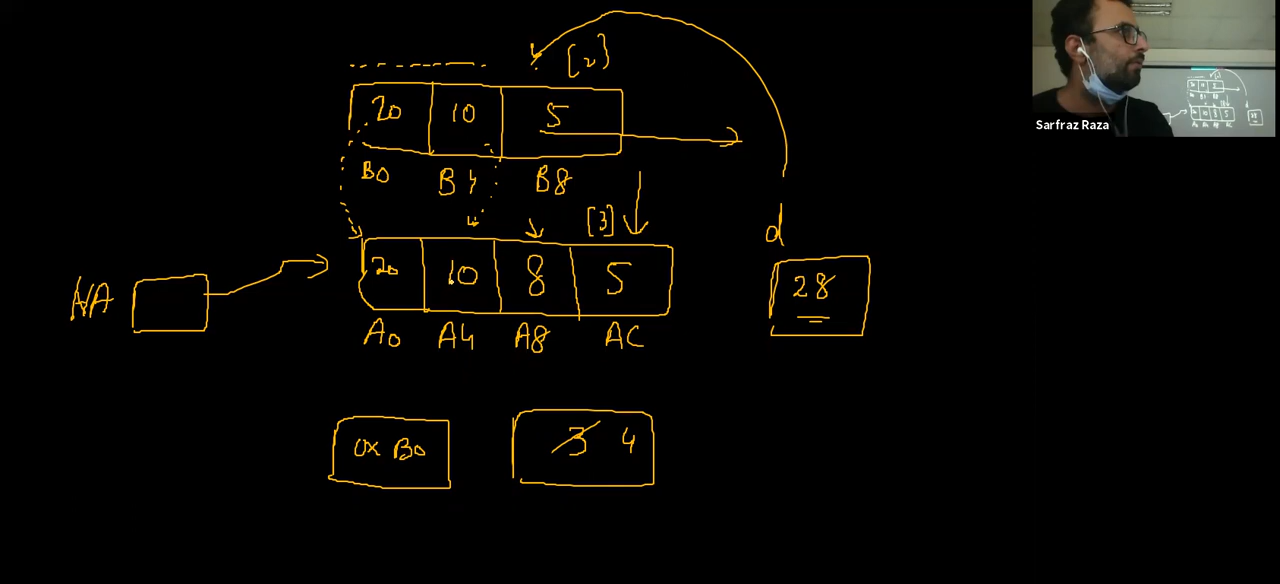 [2]
20 10 5
B0 B4 B8
[3]
d
20 10 8 5
28
NA
A0 A4 A8 AC
0x B0
3 4
Sarfraz Raza